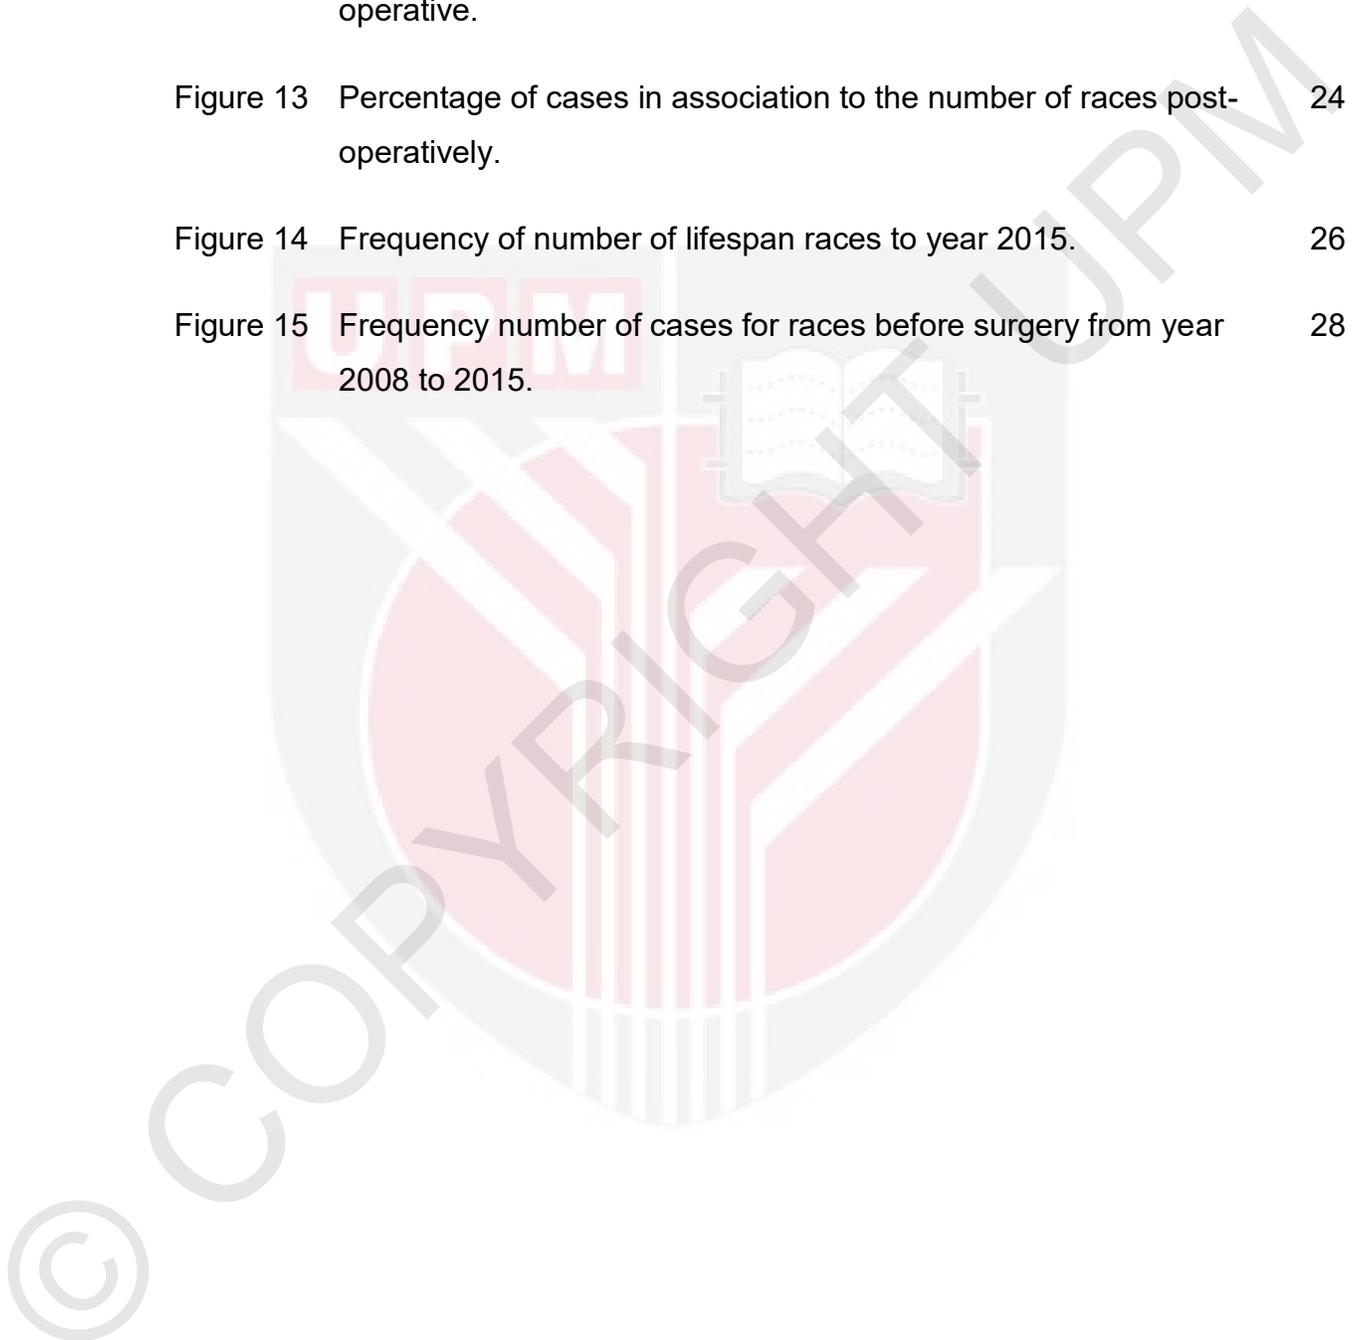 operative.
Figure 13 Percentage of cases in association to the number of races post- 24
operatively.
Figure 14 Frequency of number of lifespan races to year 2015. 26
Figure 15 Frequency number of cases for races before surgery from year 28
2008 to 2015.
UPM
© COPYRIGHT UPM